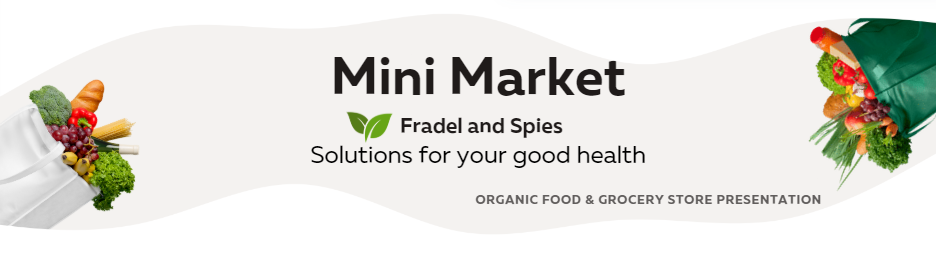 Mini Market
Fradel and Spies
Solutions for your good health
ORGANIC FOOD & GROCERY STORE PRESENTATION